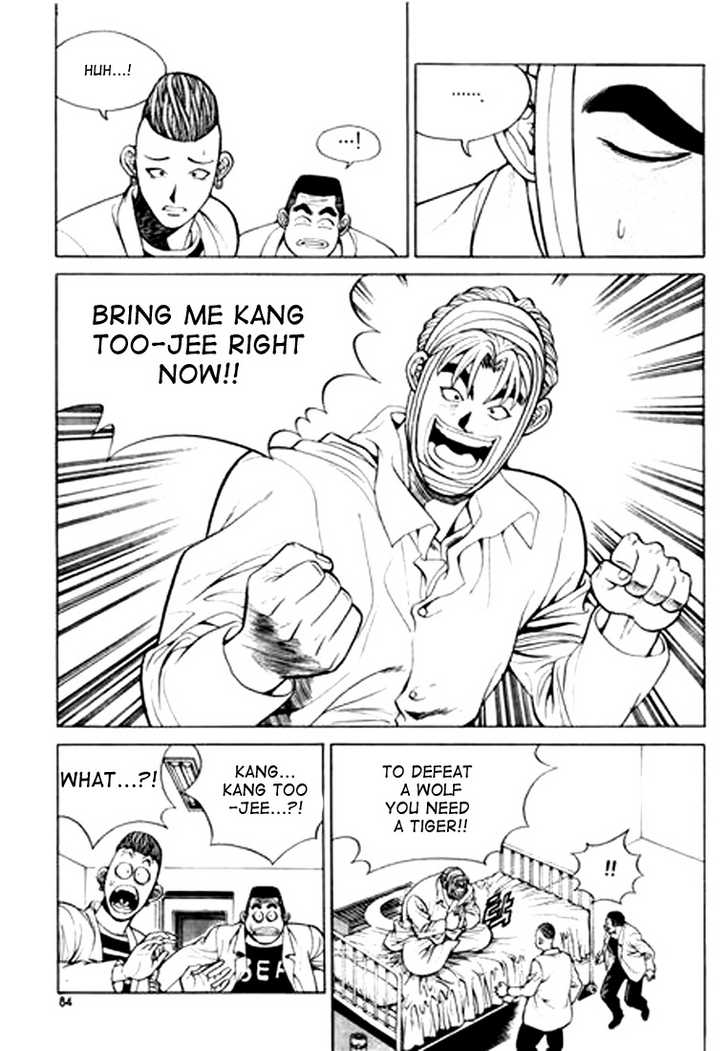 HUH...!
...!
.......
BRING ME KANG
TOO-JEE RIGHT
NOW!!
WHAT...?!
KANG...
KANG TOO
-JEE...?!
BEA
TO DEFEAT
A WOLF
YOU NEED
A TIGER!!
!!
84